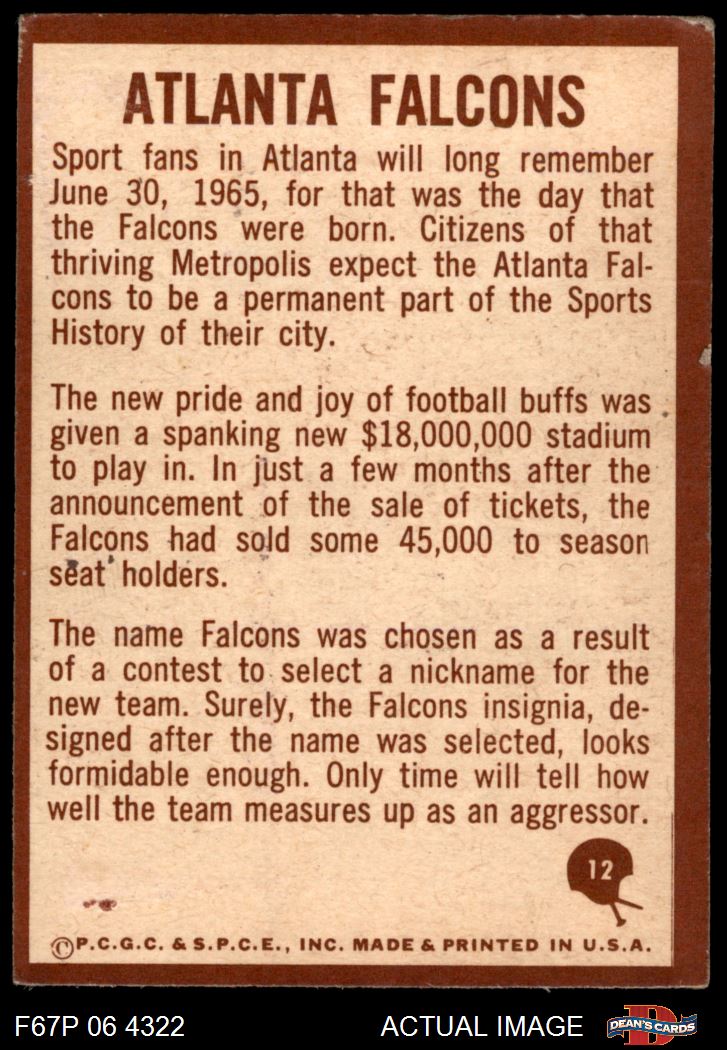 ATLANTA FALCONS
Sport fans in Atlanta will long remember
June 30, 1965, for that was the day that
the Falcons were born. Citizens of that
thriving Metropolis expect the Atlanta Fal-
cons to be a permanent part of the Sports
History of their city.
The new pride and joy of football buffs was
given a spanking new $18,000,000 stadium
to play in. In just a few months after the
announcement of the sale of tickets, the
Falcons had sold some 45,000 to season
seat holders.
The name Falcons was chosen as a result
of a contest to select a nickname for the
new team. Surely, the Falcons insignia, de-
signed after the name was selected, looks
formidable enough. Only time will tell how
well the team measures up as an aggressor.
12
©P.C.G.C. & S.P.C.E., INC. MADE & PRINTED IN U.S.A.
F67P 06 4322 ACTUAL IMAGE D DEAN'S CARDS